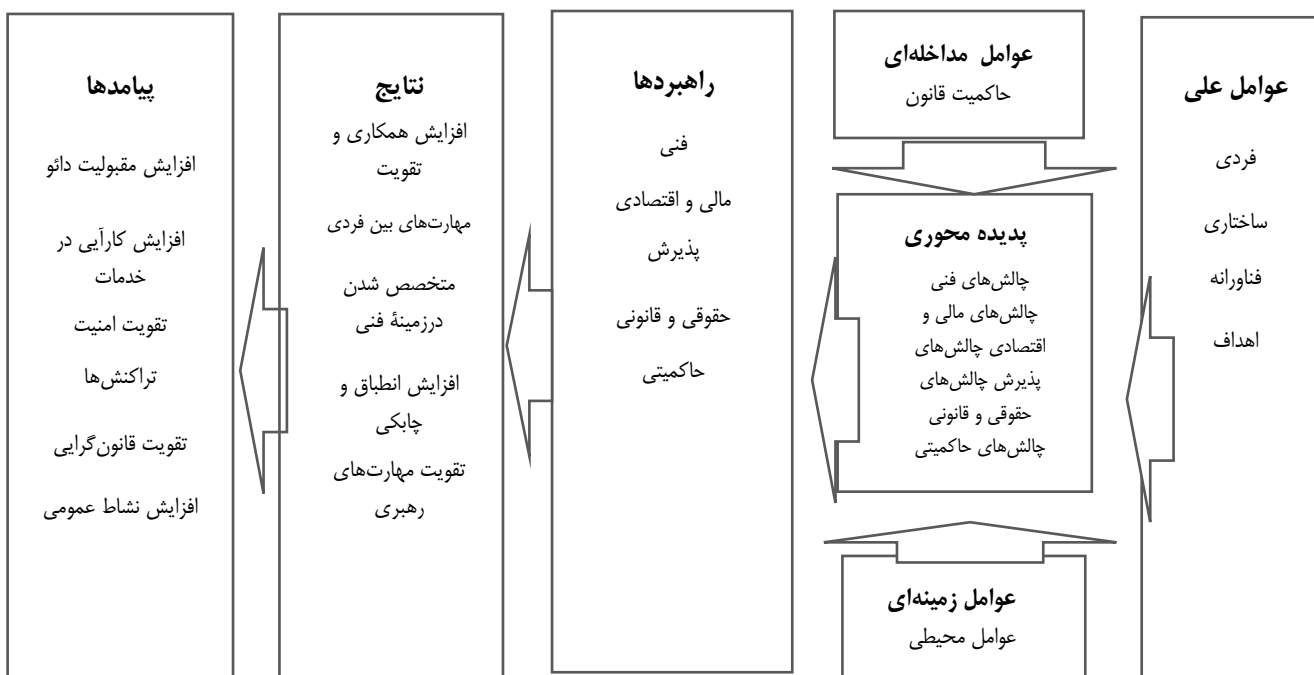 عوامل علی
فردی
ساختاری
فناورانه
اهداف
عوامل مداخله‌ای
حاکمیت قانون
پدیده محوری
چالش‌های فنی
چالش‌های مالی و
اقتصادی چالش‌های
پذیرش چالش‌های
حقوقی و قانونی
چالش‌های حاکمیتی
عوامل زمینه‌ای
عوامل محیطی
راهبردها
فنی
مالی و اقتصادی
پذیرش
حقوقی و قانونی
حاکمیتی
نتایج
افزایش همکاری و
تقویت
مهارت‌های بین فردی
متخصص شدن
درزمینهٔ فنی
افزایش انطباق و
چابکی
تقویت مهارت‌های
رهبری
پیامدها
افزایش مقبولیت دائو
افزایش کارآیی در
خدمات
تقویت امنیت
تراکنش‌ها
تقویت قانون‌گرایی
افزایش نشاط عمومی